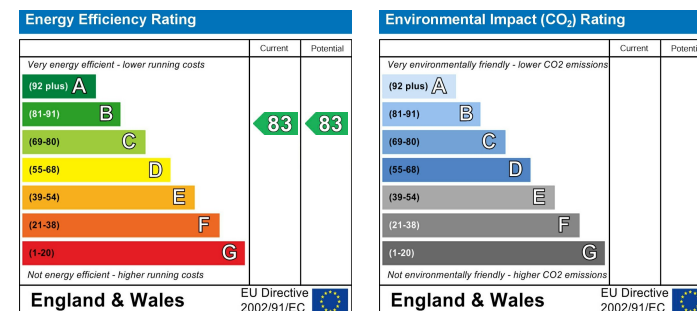 Energy Efficiency Rating
Current Potential
Very energy efficient - lower running costs
(92 plus) A
(81-91) B
83 83
(69-80) C
(55-68) D
(39-54) E
(21-38) F
(1-20) G
Not energy efficient - higher running costs
England & Wales
EU Directive
2002/91/EC
Environmental Impact (CO2) Rating
Current Potenti
Very environmentally friendly - lower CO2 emissions
(92 plus) A
(81-91) B
(69-80) C
(55-68) D
(39-54) E
(21-38) F
(1-20) G
Not environmentally friendly - higher CO2 emissions
England & Wales
EU Directive
2002/91/EC